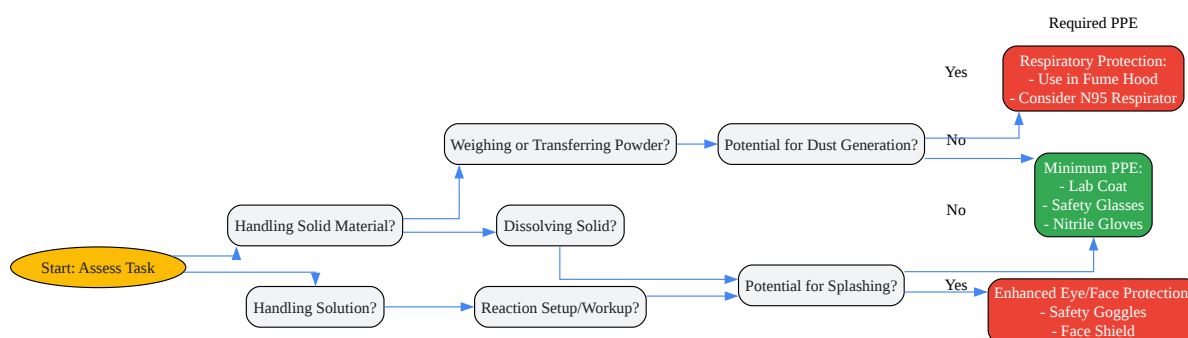 Required PPE
Yes
Respiratory Protection:
- Use in Fume Hood
- Consider N95 Respirator
Weighing or Transferring Powder?
Potential for Dust Generation?
No
Minimum PPE:
- Lab Coat
- Safety Glasses
- Nitrile Gloves
Handling Solid Material?
Dissolving Solid?
No
Start: Assess Task
Potential for Splashing?
Yes
Handling Solution?
Reaction Setup/Workup?
Enhanced Eye/Face Protection
- Safety Goggles
- Face Shield